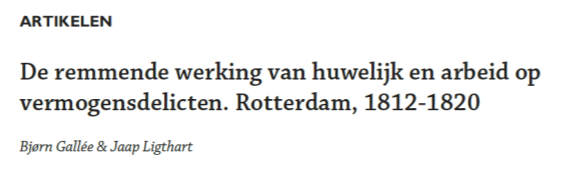 ARTIKELEN
De remmende werking van huwelijk en arbeid op
vermogensdelicten. Rotterdam, 1812-1820
Bjørn Gallée & Jaap Ligthart